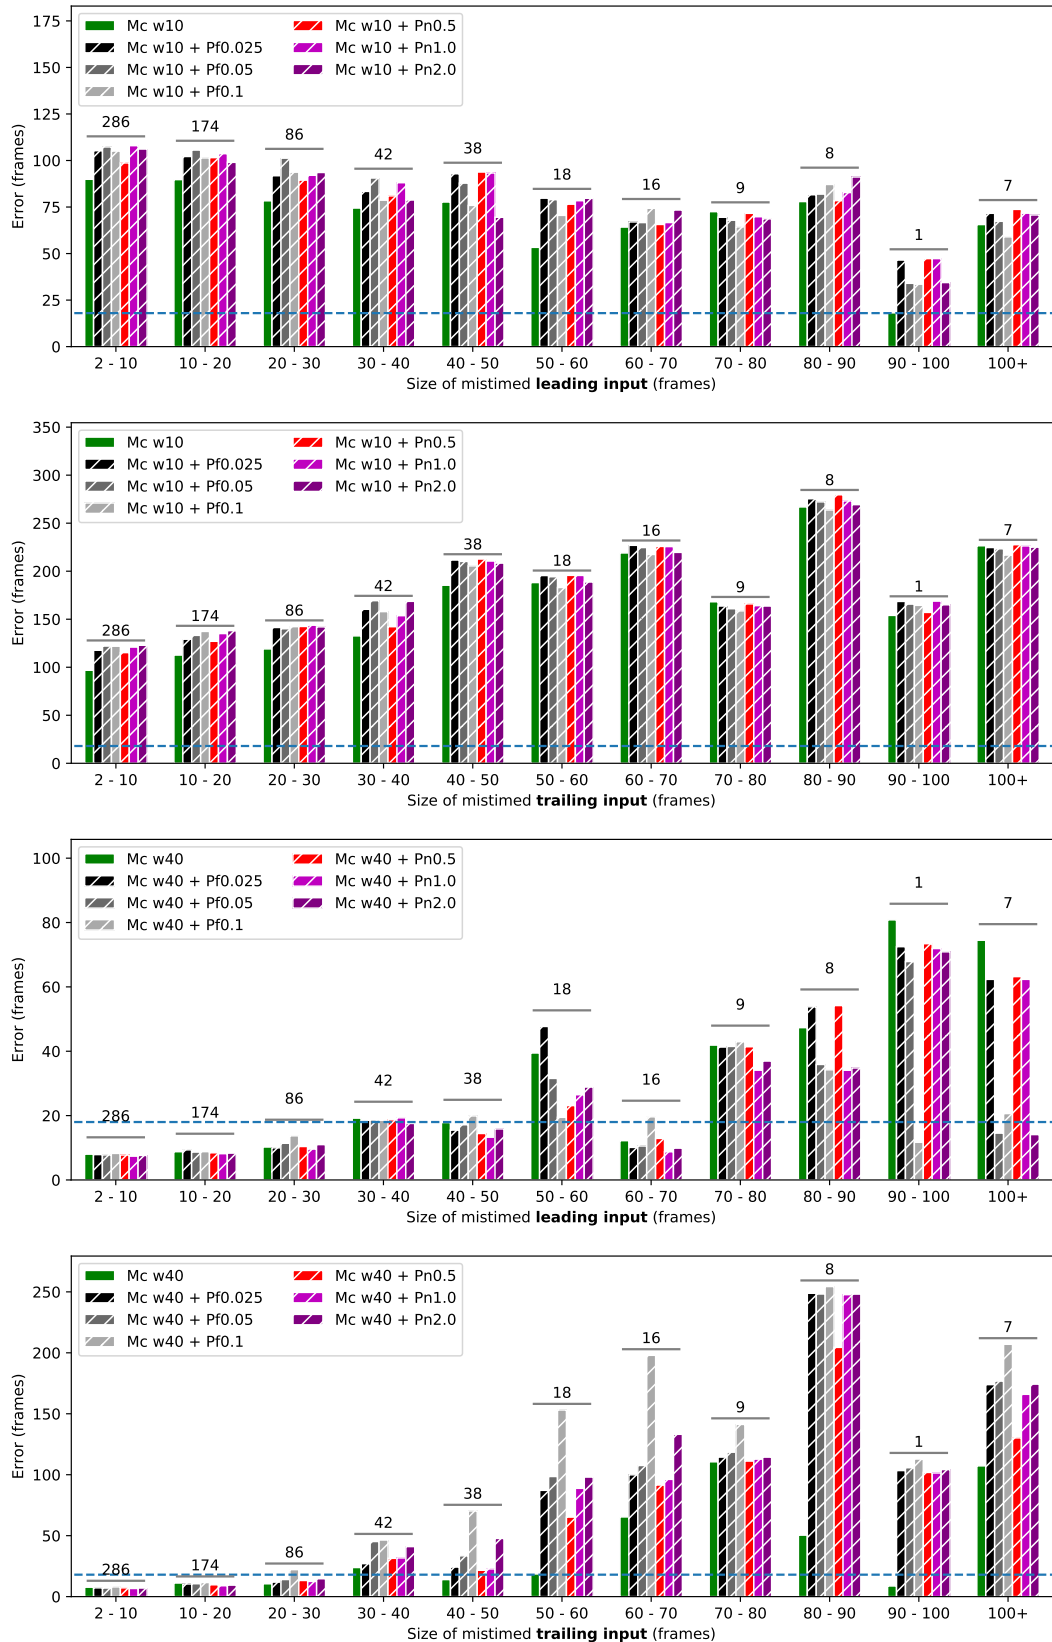 175
150
125
100
75
50
25
0
Error (frames)
Mc w10
Mc w10 + Pf0.025
Mc w10 + Pf0.05
Mc w10 + Pf0.1
Mc w10 + Pn0.5
Mc w10 + Pn1.0
Mc w10 + Pn2.0
286
174
86
42
38
18
16
9
8
1
7
2 - 10
10 - 20
20 - 30
30 - 40
40 - 50
50 - 60
60 - 70
70 - 80
80 - 90
90 - 100
100+
Size of mistimed leading input (frames)
350
300
250
200
150
100
50
0
Error (frames)
Mc w10
Mc w10 + Pf0.025
Mc w10 + Pf0.05
Mc w10 + Pf0.1
Mc w10 + Pn0.5
Mc w10 + Pn1.0
Mc w10 + Pn2.0
286
174
86
42
38
18
16
9
8
1
7
2 - 10
10 - 20
20 - 30
30 - 40
40 - 50
50 - 60
60 - 70
70 - 80
80 - 90
90 - 100
100+
Size of mistimed trailing input (frames)
100
80
60
40
20
0
Error (frames)
Mc w40
Mc w40 + Pf0.025
Mc w40 + Pf0.05
Mc w40 + Pf0.1
Mc w40 + Pn0.5
Mc w40 + Pn1.0
Mc w40 + Pn2.0
286
174
86
42
38
18
16
9
8
1
7
2 - 10
10 - 20
20 - 30
30 - 40
40 - 50
50 - 60
60 - 70
70 - 80
80 - 90
90 - 100
100+
Size of mistimed leading input (frames)
250
200
150
100
50
0
Error (frames)
Mc w40
Mc w40 + Pf0.025
Mc w40 + Pf0.05
Mc w40 + Pf0.1
Mc w40 + Pn0.5
Mc w40 + Pn1.0
Mc w40 + Pn2.0
286
174
86
42
38
18
16
9
8
1
7
2 - 10
10 - 20
20 - 30
30 - 40
40 - 50
50 - 60
60 - 70
70 - 80
80 - 90
90 - 100
100+
Size of mistimed trailing input (frames)